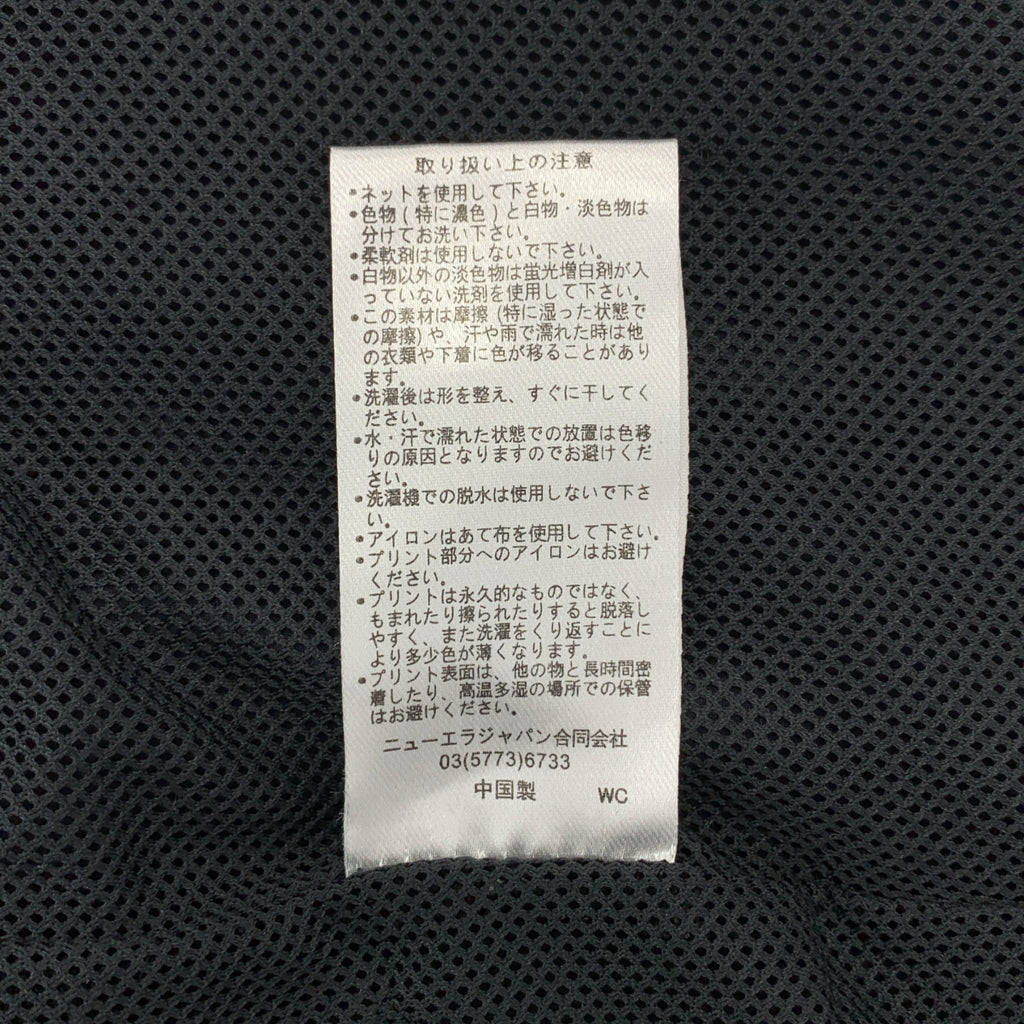 取り扱い上の注意
•ネットを使用して下さい。
•色物(特に濃色)と白物・淡色物は
分けてお洗い下さい。
•柔軟剤は使用しないで下さい。
•白物以外の淡色物は蛍光増白剤が入
っていない洗剤を使用して下さい。
•この素材は摩擦(特に湿った状態で
の摩擦)や、汗や雨で濡れた時は他
の衣類や下着に色が移ることがあり
ます。
•洗濯後は形を整え、すぐに干してく
ださい。
•水・汗で濡れた状態での放置は色移
りの原因となりますのでお避けくだ
さい。
•洗濯機での脱水は使用しないで下さ
い。
•アイロンはあて布を使用して下さい。
•プリント部分へのアイロンはお避け
ください。
•プリントは永久的なものではなく、
もまれたり擦られたりすると脱落し
やすく、また洗濯をくり返すことに
より多少色が薄くなります。
•プリント表面は、他の物と長時間密
着したり、高温多湿の場所での保管
はお避けください。
ニューエラジャパン合同会社
03(5773)6733
中国製 WC